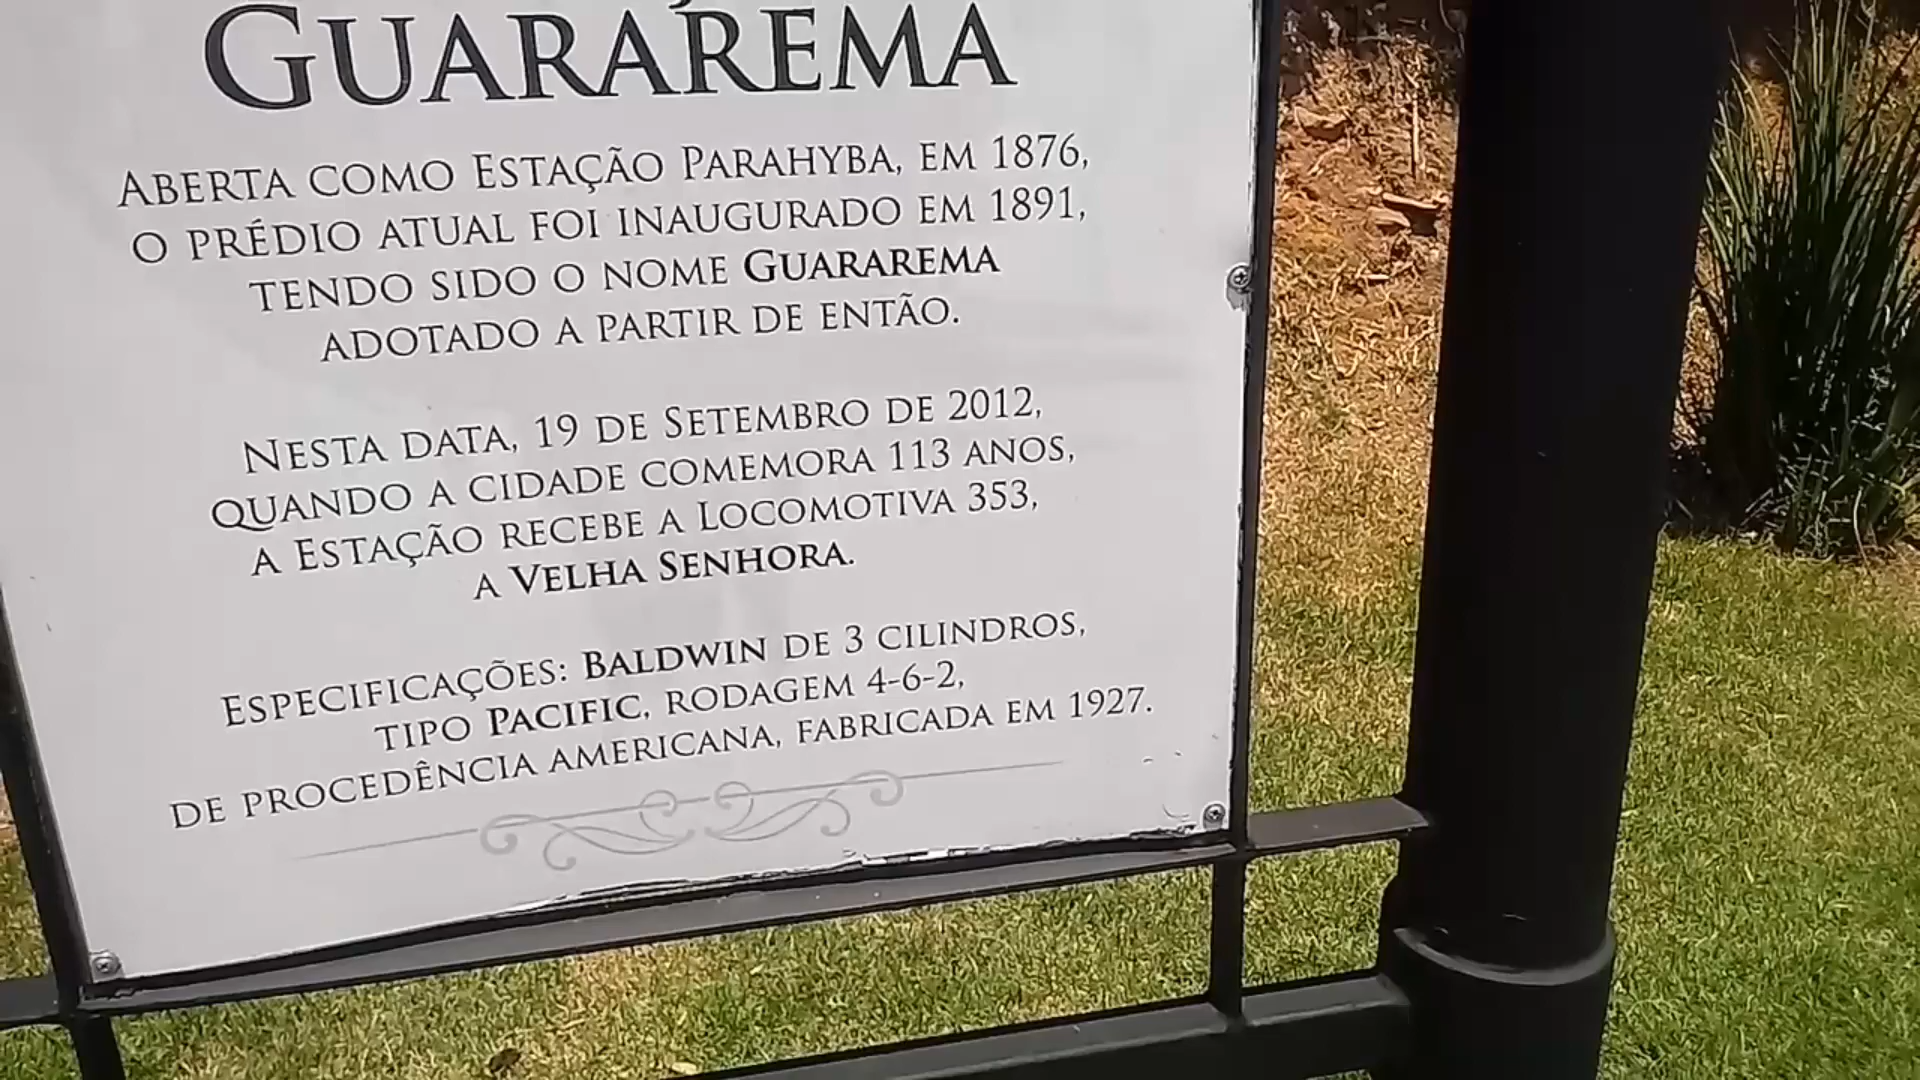 GUARAREMA
ABERTA COMO ESTAÇÃO PARAHYBA, EM 1876,
O PRÉDIO ATUAL FOI INAUGURADO EM 1891,
TENDO SIDO O NOME GUARAREMA
ADOTADO A PARTIR DE ENTÃO.
NESTA DATA, 19 DE SETEMBRO DE 2012,
QUANDO A CIDADE COMEMORA 113 ANOS,
A ESTAÇÃO RECEBE A LOCOMOTIVA 353,
A VELHA SENHORA.
ESPECIFICAÇÕES: BALDWIN DE 3 CILINDROS,
TIPO PACIFIC, RODAGEM 4-6-2,
DE PROCEDÊNCIA AMERICANA, FABRICADA EM 1927.